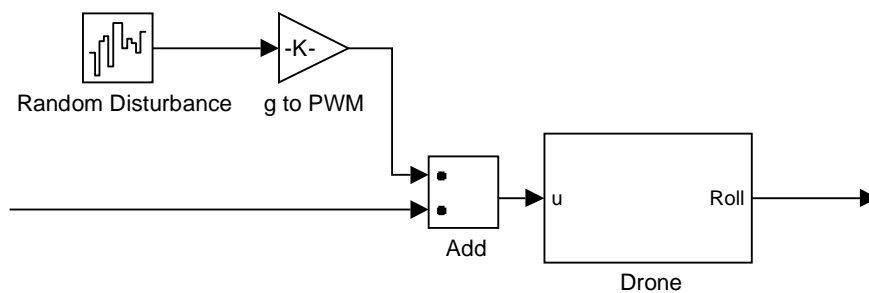 -K-
Random Disturbance
g to PWM
u
Roll
Add
Drone